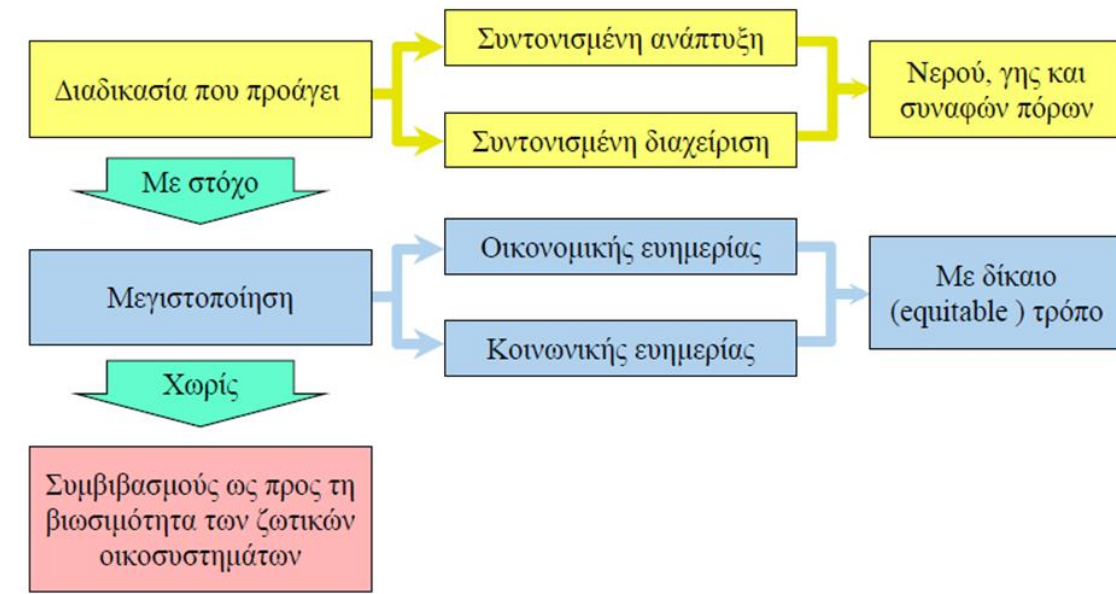 Διαδικασία που προάγει
Συντονισμένη ανάπτυξη
Συντονισμένη διαχείριση
Νερού, γης και
συναφών πόρων
Με στόχο
Μεγιστοποίηση
Οικονομικής ευημερίας
Κοινωνικής ευημερίας
Με δίκαιο
(equitable ) τρόπο
Χωρίς
Συμβιβασμούς ως προς τη
βιωσιμότητα των ζωτικών
οικοσυστημάτων